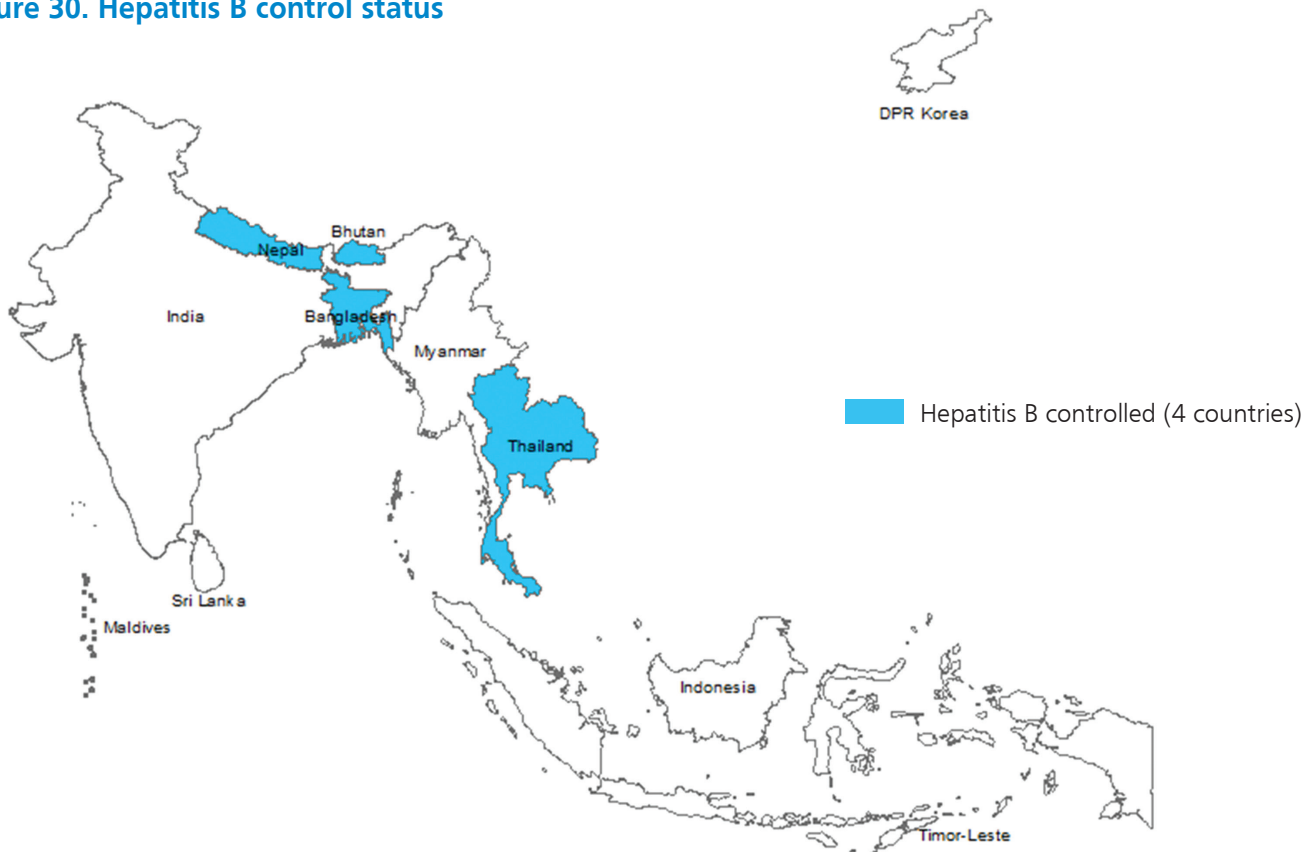 ure 30. Hepatitis B control status
DPR Korea
Bhutan
Nepal
India
Bangladesh
Myanmar
Hepatitis B controlled (4 countries)
Thailand
Sri Lanka
Maldives
Indonesia
Timor-Leste